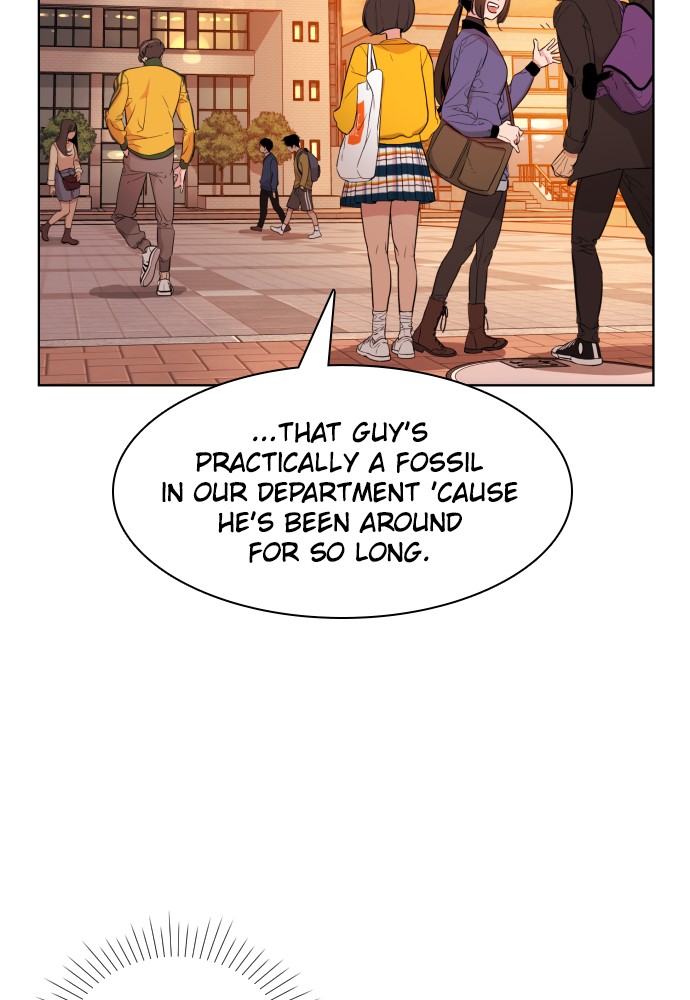 ...THAT GUY'S
PRACTICALLY A FOSSIL
IN OUR DEPARTMENT 'CAUSE
HE'S BEEN AROUND
FOR SO LONG.